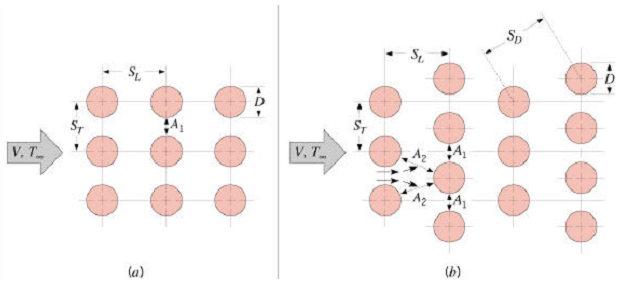 S_L
D
S_T
A_1
V, T_∞
(a)
S_D
S_L
D
S_T
A_1
A_2
V, T_∞
A_2
A_1
(b)